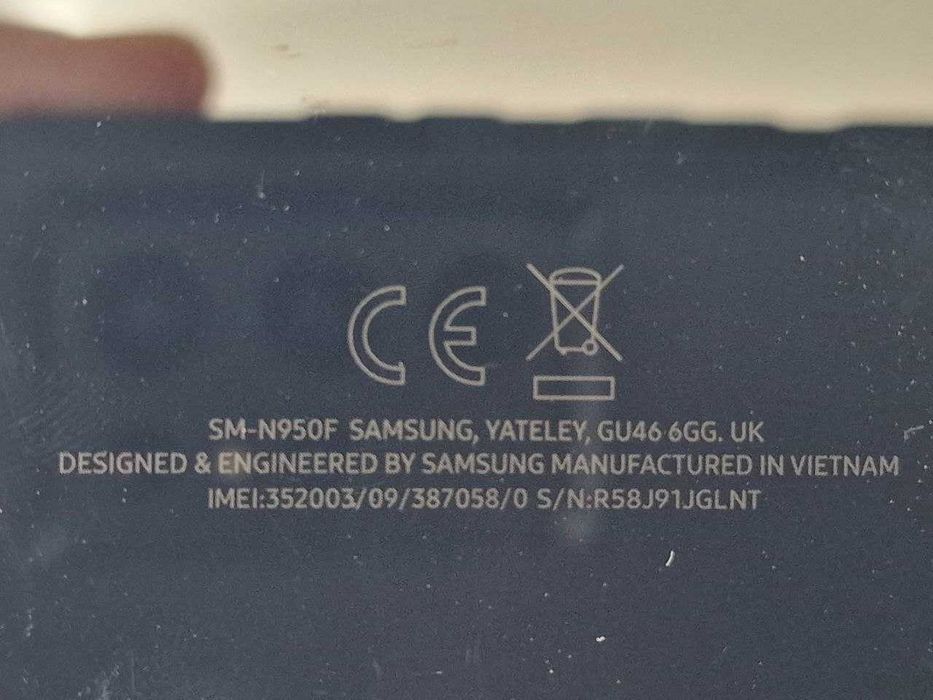 CE
SM-N950F SAMSUNG, YATELEY, GU46 6GG. UK
DESIGNED & ENGINEERED BY SAMSUNG MANUFACTURED IN VIETNAM
IMEI:352003/09/387058/0 S/N:R58J91JGLNT